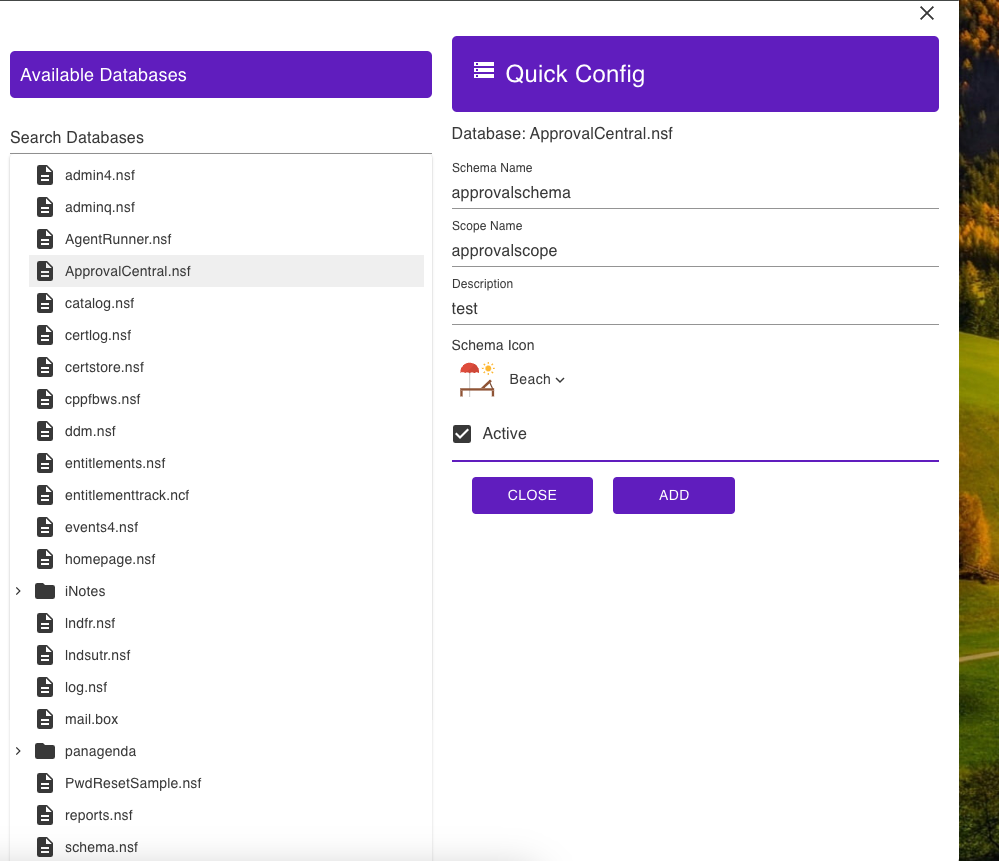 Available Databases
Search Databases
admin4.nsf
adminq.nsf
AgentRunner.nsf
ApprovalCentral.nsf
catalog.nsf
certlog.nsf
certstore.nsf
cppfbws.nsf
ddm.nsf
entitlements.nsf
entitlementtrack.ncf
events4.nsf
homepage.nsf
iNotes
lndfr.nsf
lndsutr.nsf
log.nsf
mail.box
panagenda
PwdResetSample.nsf
reports.nsf
schema.nsf
Quick Config
Database: ApprovalCentral.nsf
Schema Name
approvalschema
Scope Name
approvalscope
Description
test
Schema Icon
Beach
Active
CLOSE ADD